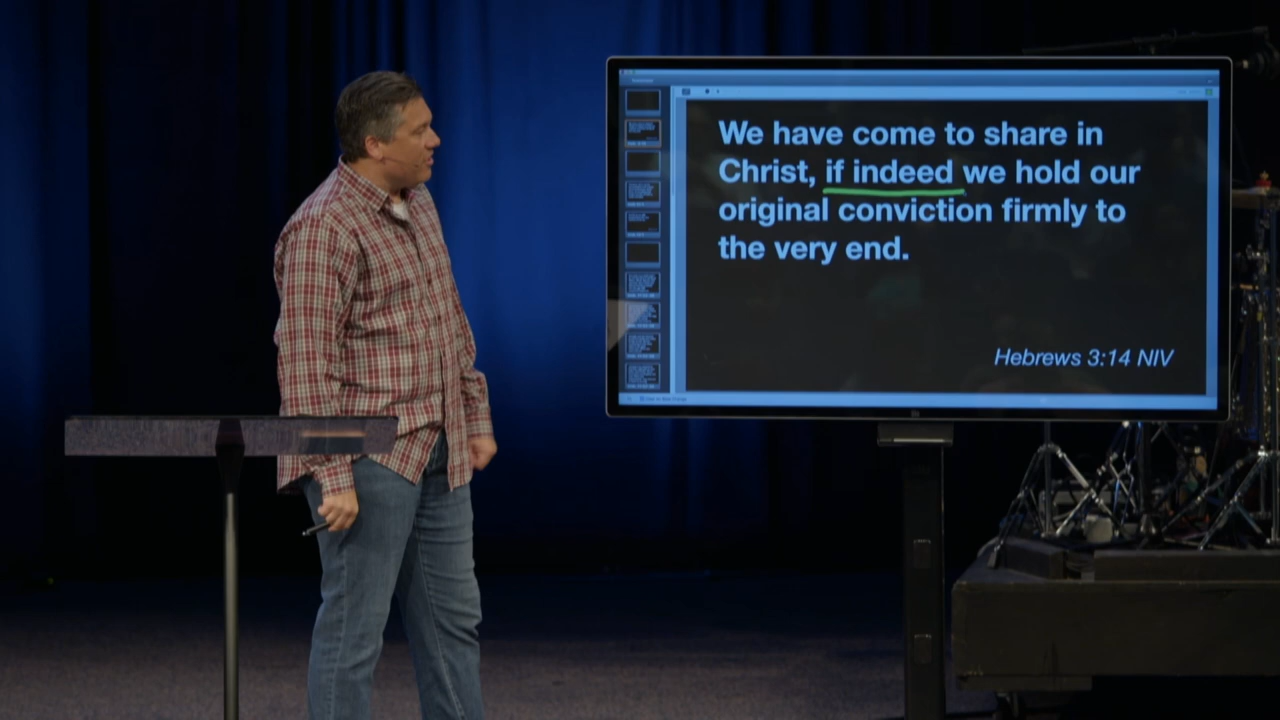 We have come to share in
Christ, if indeed we hold our
original conviction firmly to
the very end.
Hebrews 3:14 NIV